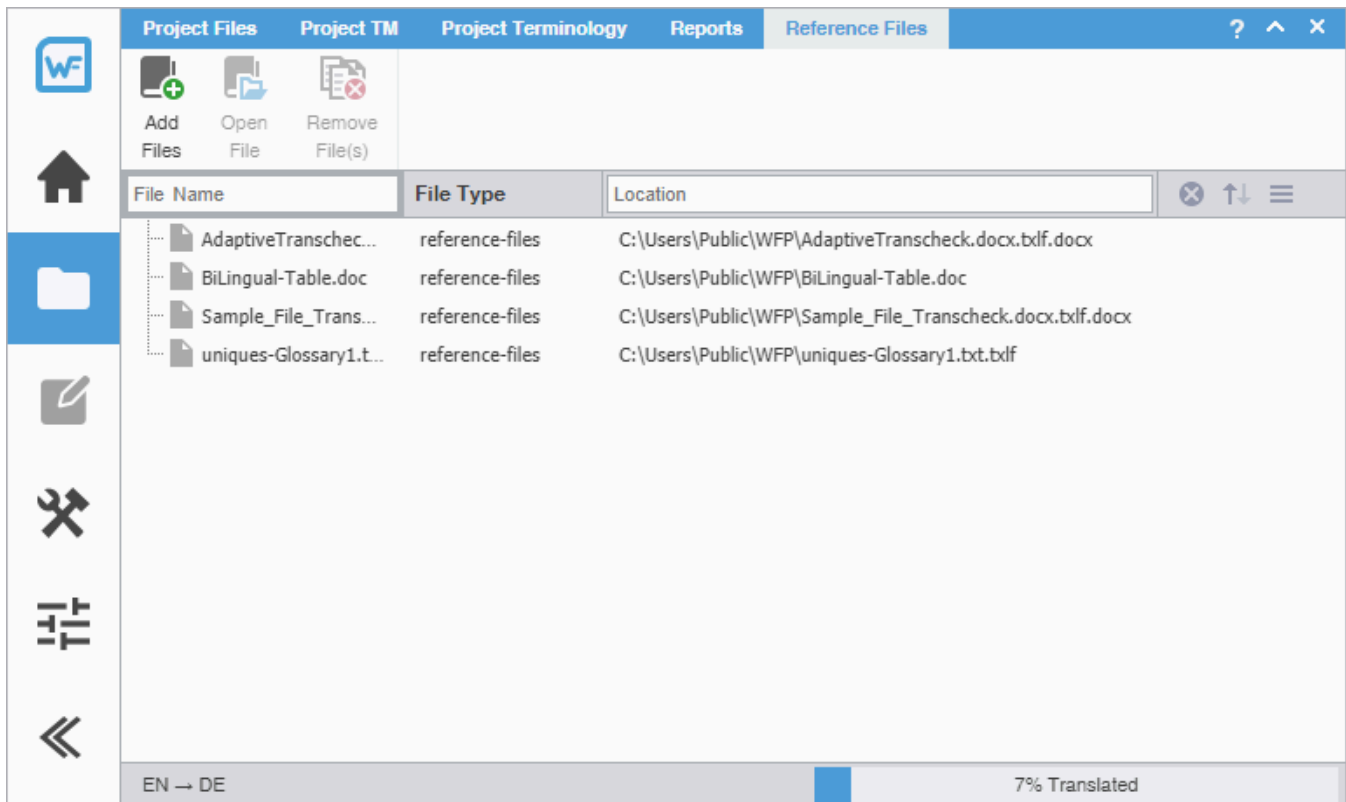 Project Files Project TM Project Terminology Reports Reference Files ?
WF
Add Files Open File Remove File(s)
File Name File Type Location
AdaptiveTranschec... reference-files C:\Users\Public\WFP\AdaptiveTranscheck.docx.txlf.docx
BiLingual-Table.doc reference-files C:\Users\Public\WFP\BiLingual-Table.doc
Sample_File_Trans... reference-files C:\Users\Public\WFP\Sample_File_Transcheck.docx.txlf.docx
uniques-Glossary1.t... reference-files C:\Users\Public\WFP\uniques-Glossary1.txt.txlf
EN → DE 7% Translated